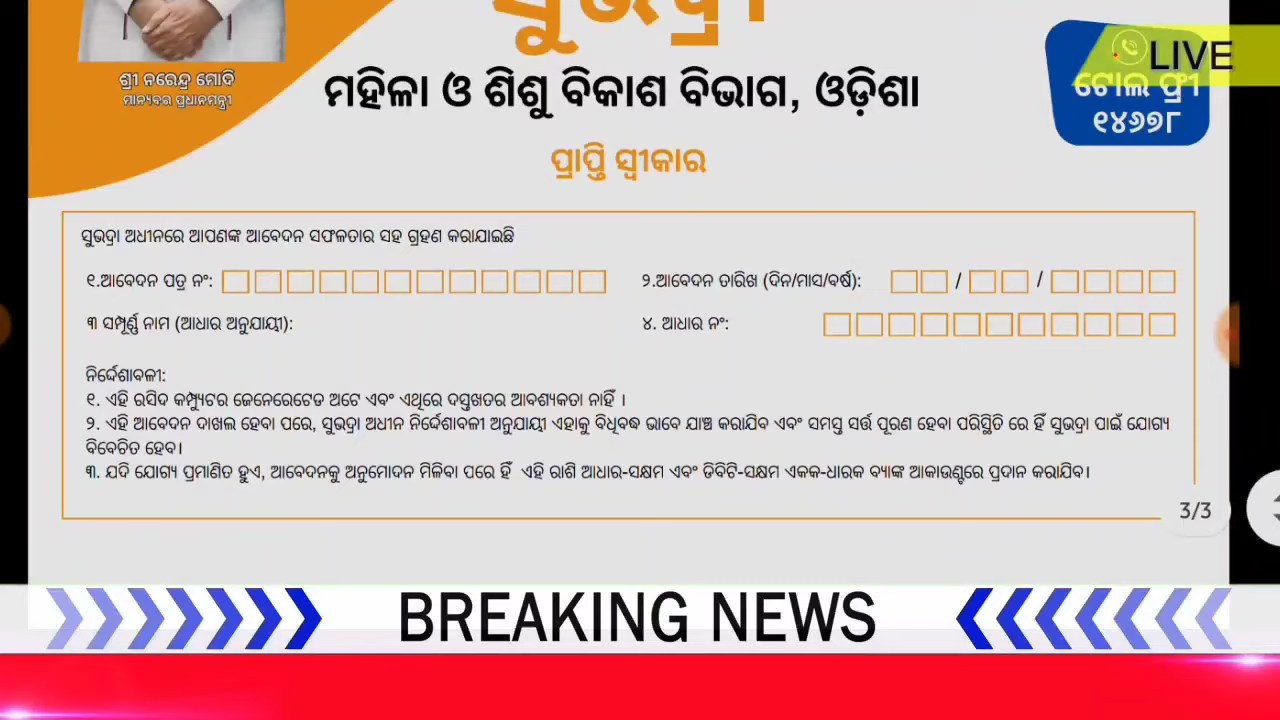 ସୁଭଦ୍ରା
ଶ୍ରୀ ନରେନ୍ଦ୍ର ମୋଦି
ମାନ୍ୟବର ପ୍ରଧାନମନ୍ତ୍ରୀ
ମହିଳା ଓ ଶିଶୁ ବିକାଶ ବିଭାଗ, ଓଡ଼ିଶା
LIVE
ଟୋଲ ଫ୍ରୀ
୧୪୬୭୮
ପ୍ରାପ୍ତି ସ୍ୱୀକାର
ସୁଭଦ୍ରା ଅଧୀନରେ ଆପଣଙ୍କ ଆବେଦନ ସଫଳତାର ସହ ଗ୍ରହଣ କରାଯାଇଛି
୧.ଆବେଦନ ପତ୍ର ନଂ:
୨.ଆବେଦନ ତାରିଖ (ଦିନ/ମାସ/ବର୍ଷ): / /
୩ ସମ୍ପୂର୍ଣ୍ଣ ନାମ (ଆଧାର ଅନୁଯାୟୀ):
୪. ଆଧାର ନଂ:
ନିର୍ଦ୍ଦେଶାବଳୀ:
୧. ଏହି ରସିଦ କମ୍ପ୍ୟୁଟର ଜେନେରେଟେଡ ଅଟେ ଏବଂ ଏଥିରେ ଦସ୍ତଖତର ଆବଶ୍ୟକତା ନାହିଁ ।
୨. ଏହି ଆବେଦନ ଦାଖଲ ହେବା ପରେ, ସୁଭଦ୍ରା ଅଧୀନ ନିର୍ଦ୍ଦେଶାବଳୀ ଅନୁଯାୟୀ ଏହାକୁ ବିଧିବଦ୍ଧ ଭାବେ ଯାଞ୍ଚ କରାଯିବ ଏବଂ ସମସ୍ତ ସର୍ତ୍ତ ପୂରଣ ହେବା ପରିସ୍ଥିତି ରେ ହିଁ ସୁଭଦ୍ରା ପାଇଁ ଯୋଗ୍ୟ
ବିବେଚିତ ହେବ।
୩. ଯଦି ଯୋଗ୍ୟ ପ୍ରମାଣିତ ହୁଏ, ଆବେଦନକୁ ଅନୁମୋଦନ ମିଳିବା ପରେ ହିଁ ଏହି ରାଶି ଆଧାର-ସକ୍ଷମ ଏବଂ ଡିବିଟି-ସକ୍ଷମ ଏକକ-ଧାରକ ବ୍ୟାଙ୍କ ଆକାଉଣ୍ଟରେ ପ୍ରଦାନ କରାଯିବ।
3/3
BREAKING NEWS